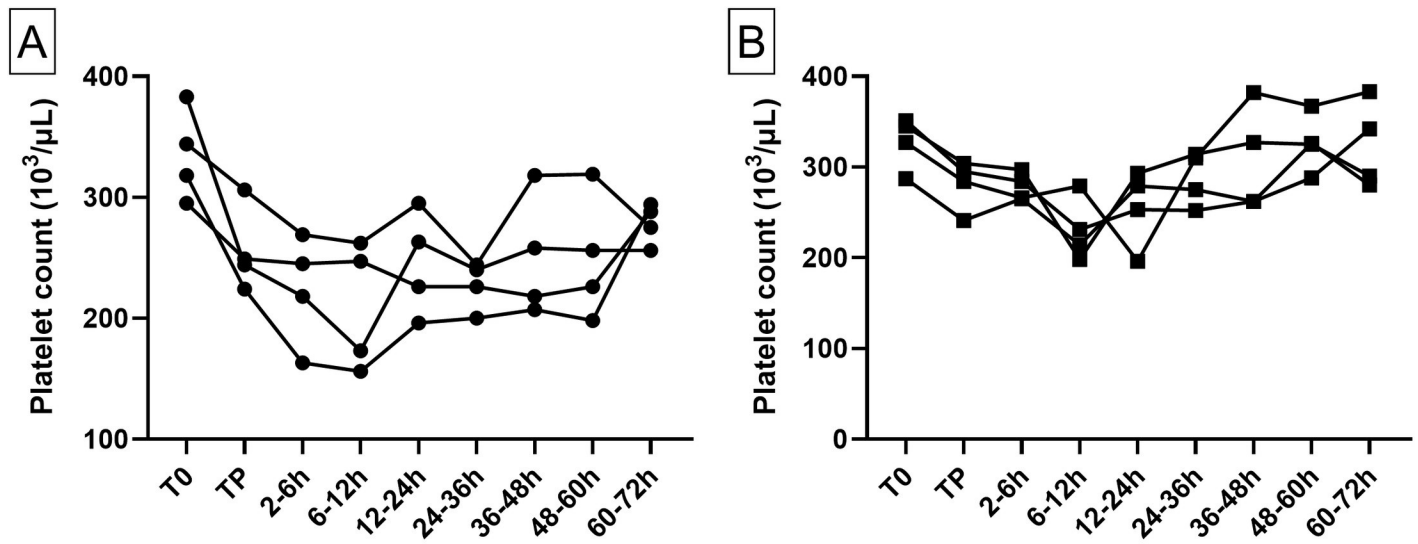 A
Platelet count (10³/µL)
400
300
200
100
T0
TP
2-6h
6-12h
12-24h
24-36h
36-48h
48-60h
60-72h
B
Platelet count (10³/µL)
400
300
200
100
0
T0
TP
2-6h
6-12h
12-24h
24-36h
36-48h
48-60h
60-72h